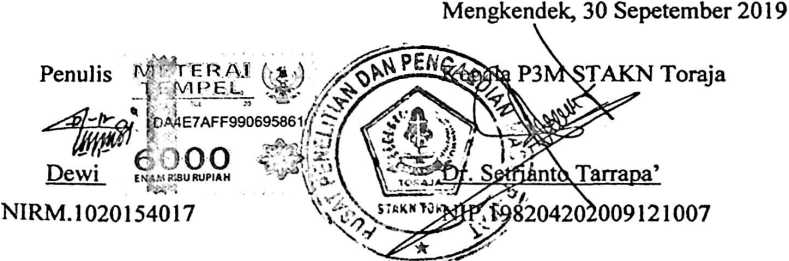 Mengkendek, 30 Sepetember 2019
Penulis
METERAI
TEMPEL
Kepala P3M STAKN Toraja
DA4E7AFF990695861
6000
ENAM RIBU RUPIAH
PUSAT PENELITIAN DAN PENGABDIAN
TORAJA
STAKN TORAJA
Dewi
Dr. Setrianto Tarrapa'
NIRM.1020154017
NIP.198204202009121007